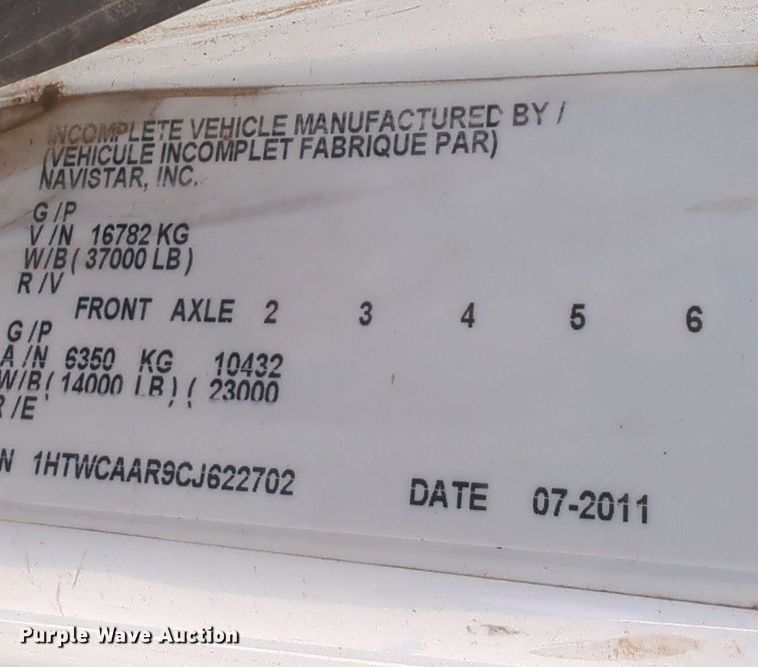 INCOMPLETE VEHICLE MANUFACTURED BY /
(VEHICULE INCOMPLET FABRIQUE PAR)
NAVISTAR, INC.
G/P
V/N 16782 KG
W/B ( 37000 LB )
R/V
FRONT AXLE 2 3 4 5 6
G/P
A/N 6350 KG 10432
W/B ( 14000 LB ) ( 23000
R/E
N 1HTWCAAR9CJ622702 DATE 07-2011
Purple Wave Auction